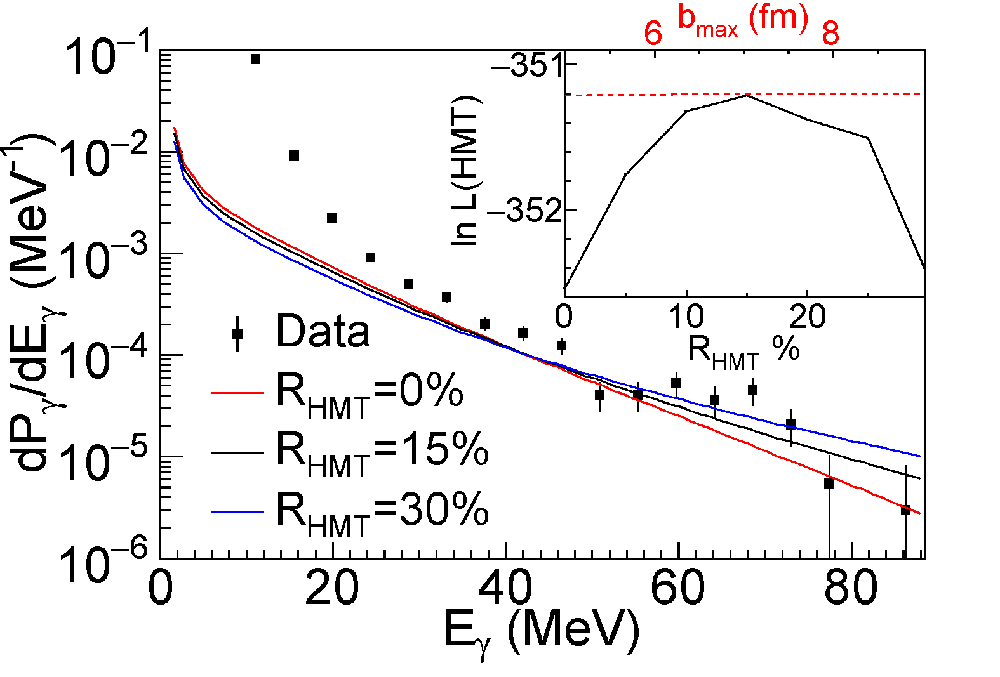 6 b_max (fm) 8
10^−1
10^−2
10^−3
10^−4
10^−5
10^−6
dP_γ/dE_γ (MeV^-1)
−351
−352
ln L(HMT)
0 10 20
R_HMT %
Data
R_HMT=0%
R_HMT=15%
R_HMT=30%
0 20 40 60 80
E_γ (MeV)